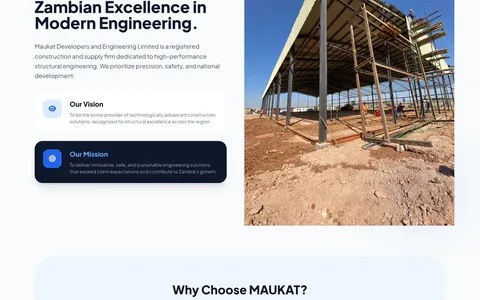 Zambian Excellence in
Modern Engineering.
Maukat Developers and Engineering Limited is a registered
construction and supply firm dedicated to high-performance
structural engineering. We prioritize precision, safety, and national
development.
Our Vision
To be the prime provider of technologically advanced construction
solutions, recognized for structural excellence across the region.
Our Mission
To deliver innovative, safe, and sustainable engineering solutions
that exceed client expectations and contribute to Zambia's growth.
Why Choose MAUKAT?